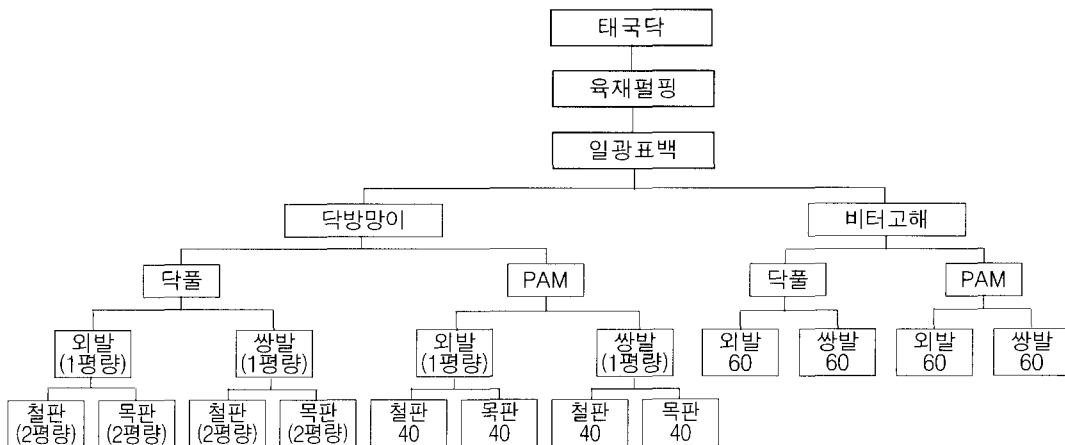 태국닥
육재펄핑
일광표백
닥방망이
비터고해
닥풀
PAM
닥풀
PAM
외발
(1평량)
쌍발
(1평량)
외발
(1평량)
쌍발
(1평량)
외발
60
쌍발
60
외발
60
쌍발
60
철판
(2평량)
목판
(2평량)
철판
(2평량)
목판
(2평량)
철판
40
목판
40
철판
40
목판
40